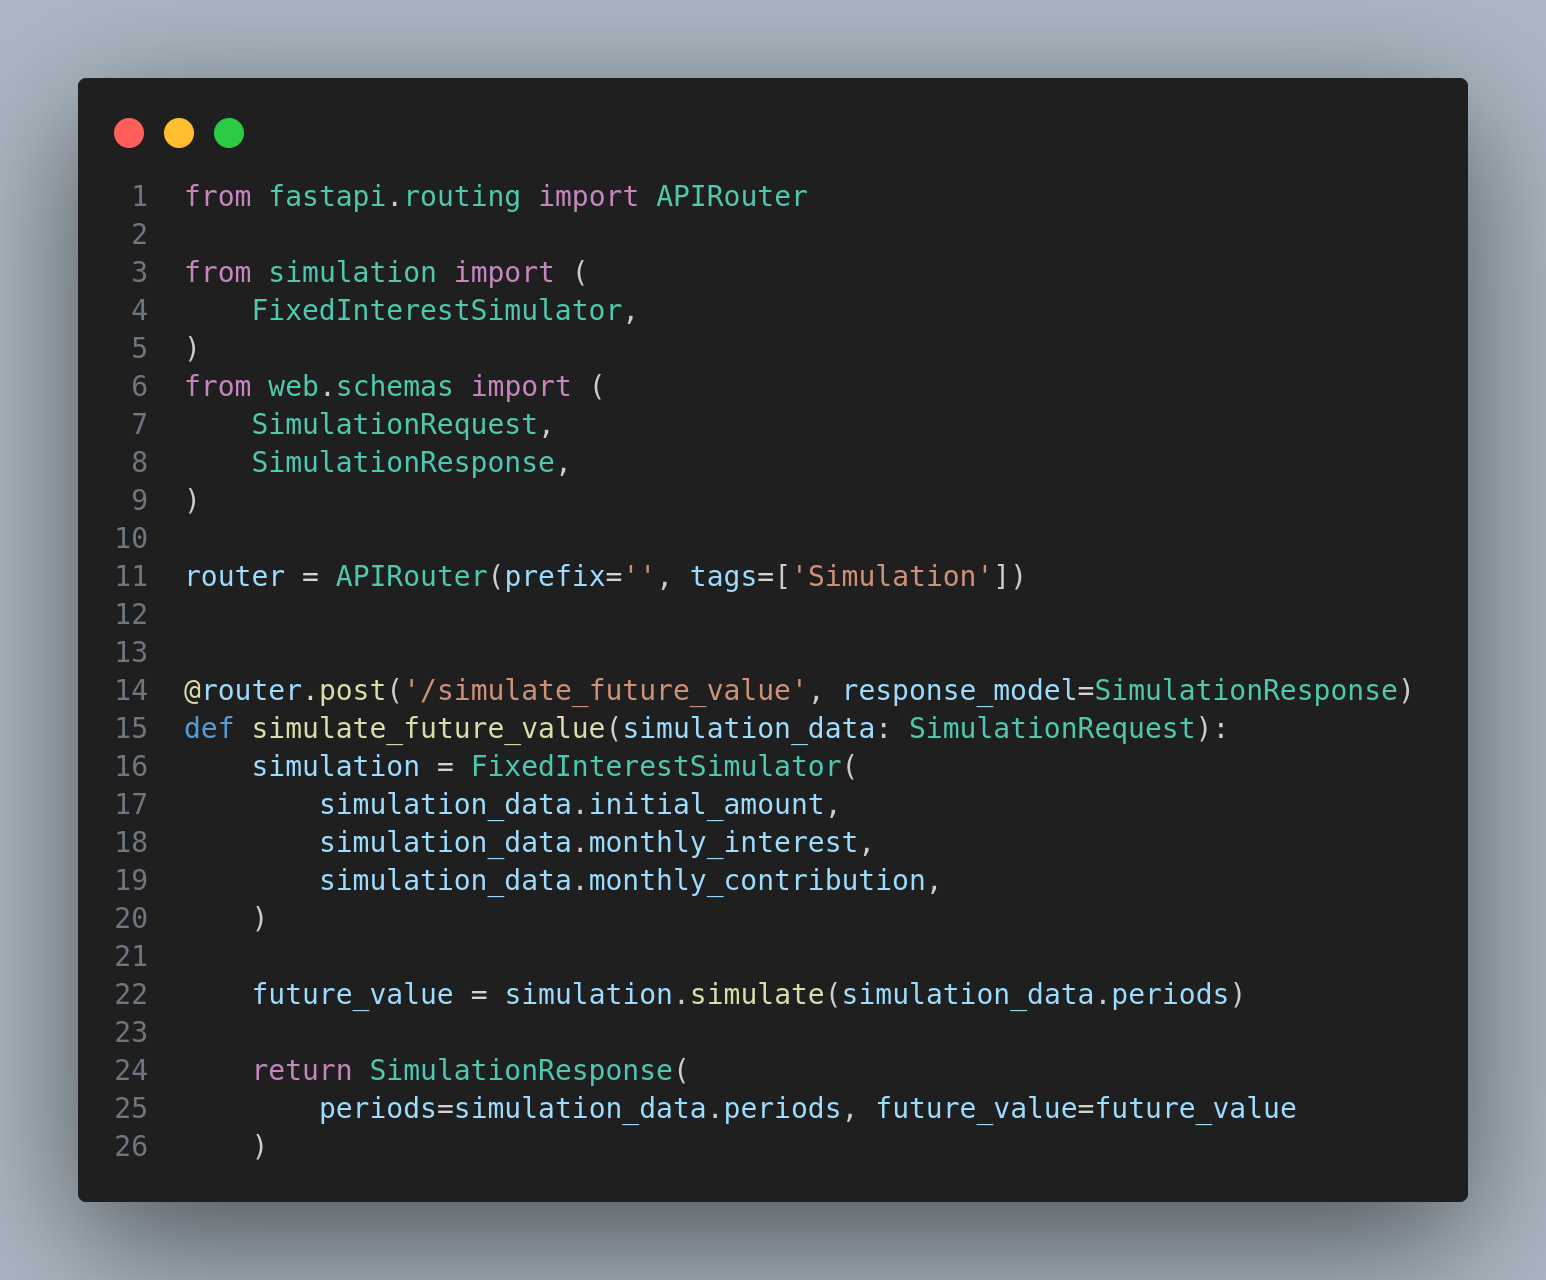 1 from fastapi.routing import APIRouter
2
3 from simulation import (
4     FixedInterestSimulator,
5 )
6 from web.schemas import (
7     SimulationRequest,
8     SimulationResponse,
9 )
10
11 router = APIRouter(prefix='', tags=['Simulation'])
12
13
14 @router.post('/simulate_future_value', response_model=SimulationResponse)
15 def simulate_future_value(simulation_data: SimulationRequest):
16     simulation = FixedInterestSimulator(
17         simulation_data.initial_amount,
18         simulation_data.monthly_interest,
19         simulation_data.monthly_contribution,
20     )
21
22     future_value = simulation.simulate(simulation_data.periods)
23
24     return SimulationResponse(
25         periods=simulation_data.periods, future_value=future_value
26     )